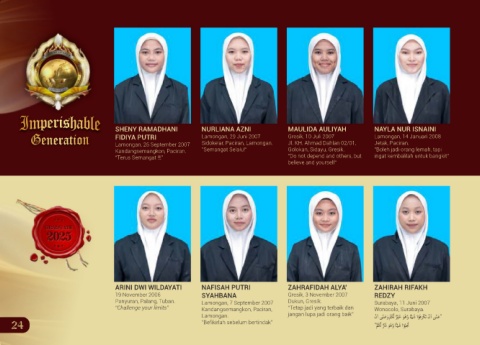 Imperishable
Generation
SHENY RAMADHANI
FIDIYA PUTRI
Lamongan, 25 September 2007
Kandangsemangkon, Paciran.
"Terus Semangat !!"
NURLIANA AZNI
Lamongan, 29 Juni 2007
Sidokelar, Paciran, Lamongan.
"Semangat Selalu!"
MAULIDA AULIYAH
Gresik, 10 Juli 2007
Jl. KH. Ahmad Dahlan 02/01,
Golokan, Sidayu, Gresik.
"Do not depend and others, but
believe and yourself"
NAYLA NUR ISNAINI
Lamongan, 14 Januari 2008
Jetak, Paciran.
"Boleh jadi orang lemah, tapi
ingat kembalilah untuk bangkit"
2025
ARINI DWI WILDAYATI
19 November 2006
Panyuran, Palang, Tuban.
"Challenge your limits"
NAFISAH PUTRI
SYAHBANA
Lamongan, 7 September 2007
Kandangsemangkon, Paciran,
Lamongan.
"Berfikirlah sebelum bertindak"
ZAHRAFIDAH ALYA'
Gresik, 3 November 2007
Dukun, Gresik.
"Tetap jadi yang terbaik dan
jangan lupa jadi orang baik"
ZAHIRAH RIFAKH
REDZY
Surabaya, 11 Juni 2007
Wonocolo, Surabaya.
24